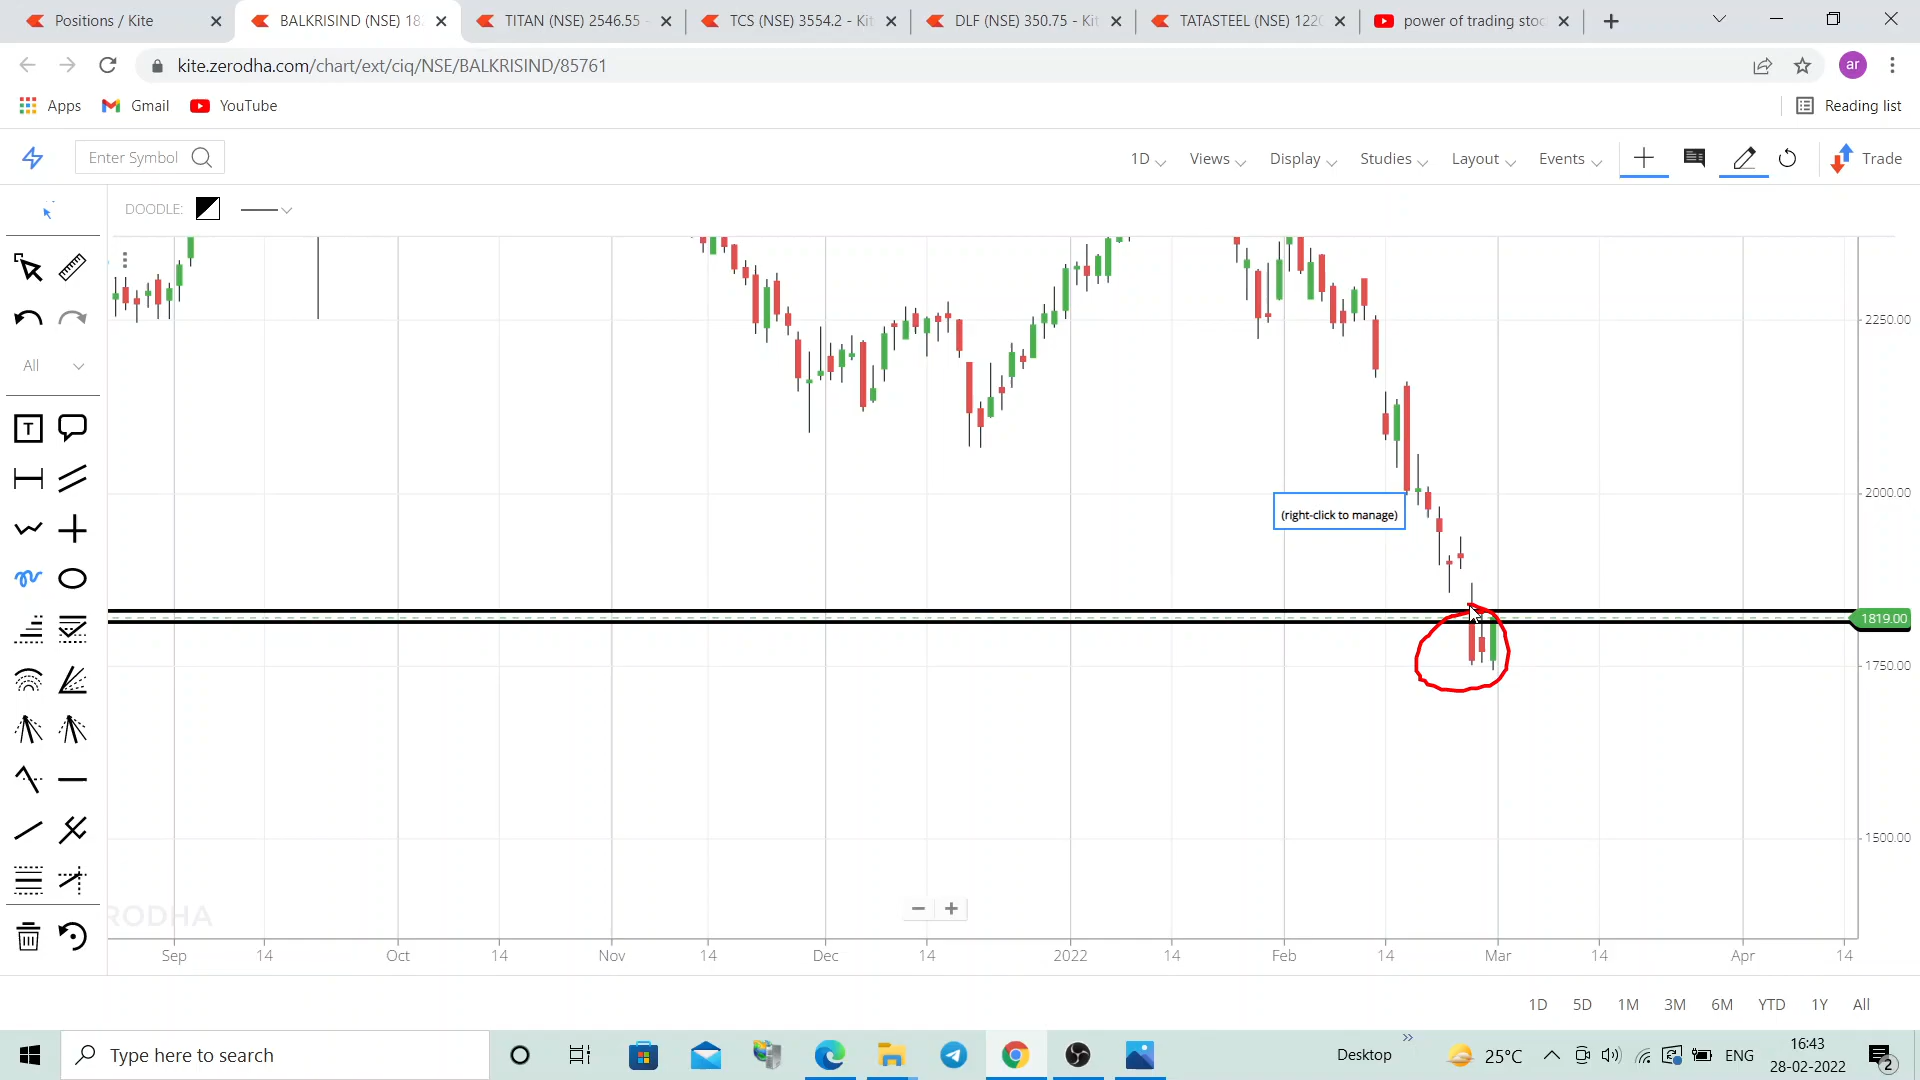 Positions / Kite
BALKRISIND (NSE) 18
TITAN (NSE) 2546.55 -
TCS (NSE) 3554.2 - Kit
DLF (NSE) 350.75 - Kit
TATASTEEL (NSE) 1220
power of trading stoc
kite.zerodha.com/chart/ext/ciq/NSE/BALKRISIND/85761
ar
Apps
Gmail
YouTube
Reading list
Enter Symbol
1D
Views
Display
Studies
Layout
Events
Trade
DOODLE:
All
T
2250.00
2000.00
(right-click to manage)
1819.00
1750.00
1500.00
RODHA
Sep 14 Oct 14 Nov 14 Dec 14 2022 14 Feb 14 Mar 14 Apr 14
1D 5D 1M 3M 6M YTD 1Y All
Type here to search
Desktop
25°C
ENG
16:43
28-02-2022
2